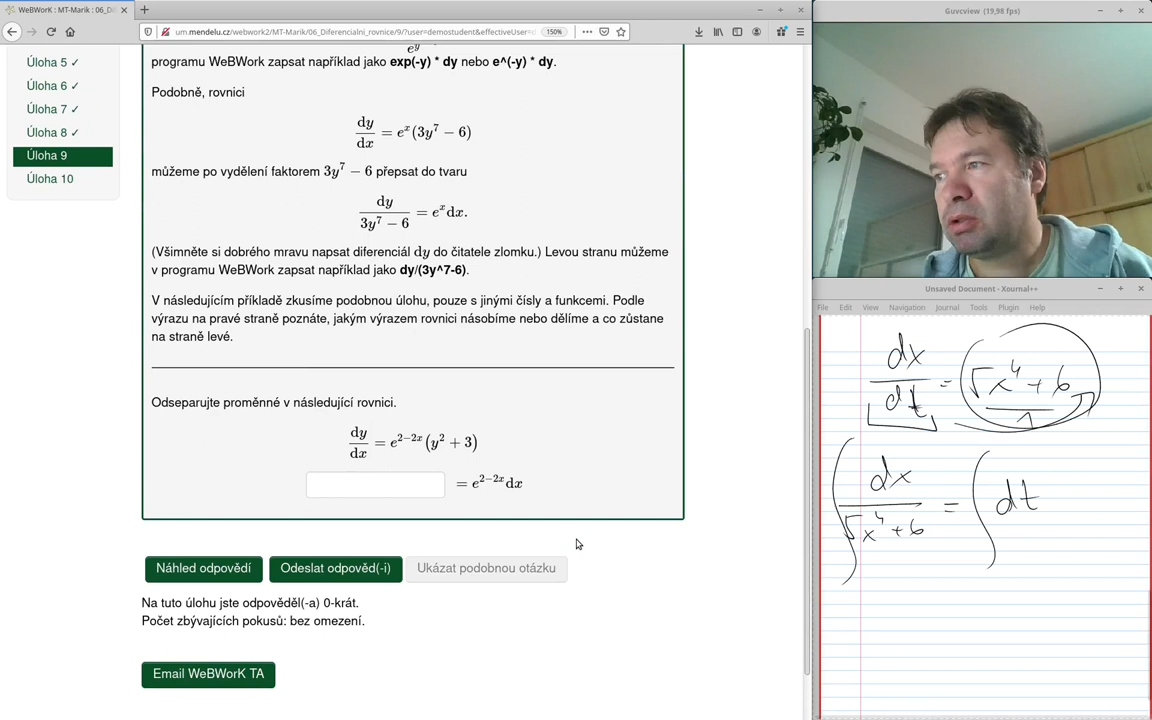 WeBWorK : MT-Marik : 06_Di
um.mendelu.cz/webwork2/MT-Marik/06_Diferencialni_rovnice/9/?user=demostudent&effectiveUser=
150%
Úloha 5 ✓
Úloha 6 ✓
Úloha 7 ✓
Úloha 8 ✓
Úloha 9
Úloha 10
e^y
programu WeBWork zapsat například jako exp(-y) * dy nebo e^(-y) * dy.
Podobně, rovnici
dy/dx = e^x(3y^7 − 6)
můžeme po vydělení faktorem 3y^7 − 6 přepsat do tvaru
dy/(3y^7 − 6) = e^x dx.
(Všimněte si dobrého mravu napsat diferenciál dy do čitatele zlomku.) Levou stranu můžeme
v programu WeBWork zapsat například jako dy/(3y^7-6).
V následujícím příkladě zkusíme podobnou úlohu, pouze s jinými čísly a funkcemi. Podle
výrazu na pravé straně poznáte, jakým výrazem rovnici násobíme nebo dělíme a co zůstane
na straně levé.
Odseparujte proměnné v následující rovnici.
dy/dx = e^(2−2x)(y^2 + 3)
= e^(2−2x) dx
Náhled odpovědí
Odeslat odpověď(-i)
Ukázat podobnou otázku
Na tuto úlohu jste odpověděl(-a) 0-krát.
Počet zbývajících pokusů: bez omezení.
Email WeBWorK TA
Guvcview (19,98 fps)
Unsaved Document - Xournal++
File Edit View Navigation Journal Tools Plugin Help
dx/dt = 5x^4 + 6
1
∫ dx/(5x^4 + 6) = ∫ dt